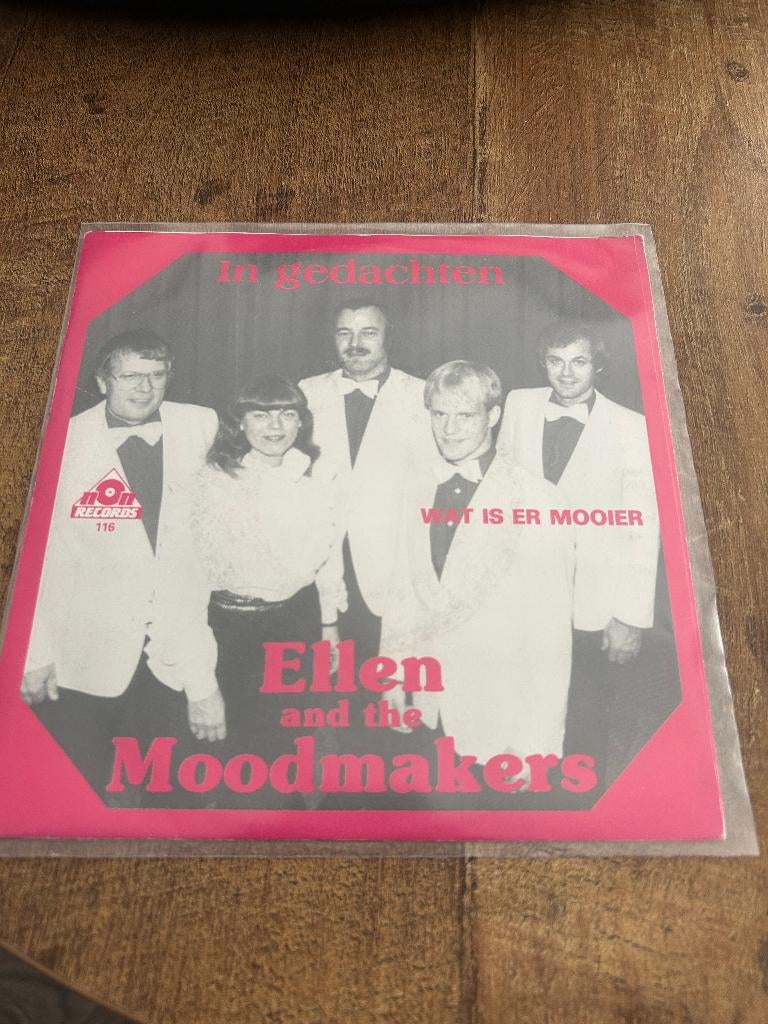 In gedachten
non
RECORDS
116
WAT IS ER MOOIER
Ellen
and the
Moodmakers